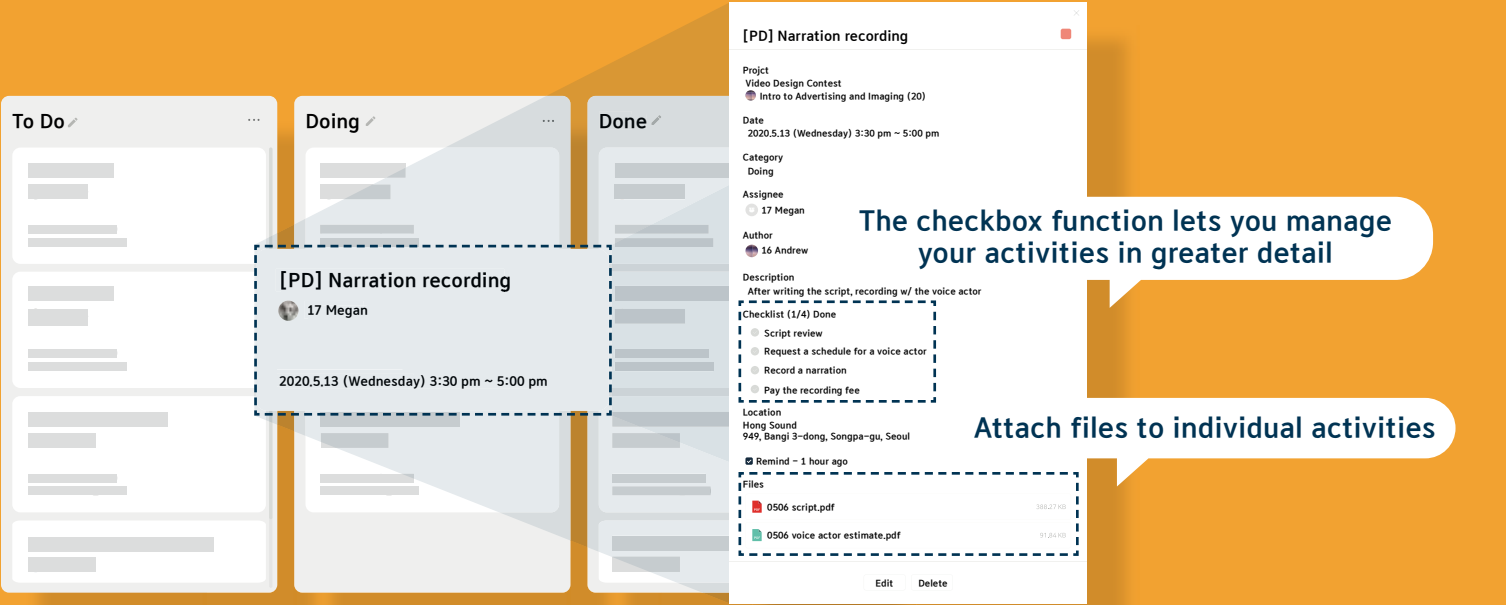 To Do
...
Doing
...
Done
[PD] Narration recording
17 Megan
2020.5.13 (Wednesday) 3:30 pm ~ 5:00 pm
[PD] Narration recording
Projct
Video Design Contest
Intro to Advertising and Imaging (20)
Date
2020.5.13 (Wednesday) 3:30 pm ~ 5:00 pm
Category
Doing
Assignee
17 Megan
Author
16 Andrew
Description
After writing the script, recording w/ the voice actor
Checklist (1/4) Done
Script review
Request a schedule for a voice actor
Record a narration
Pay the recording fee
Location
Hong Sound
949, Bangi 3-dong, Songpa-gu, Seoul
Remind - 1 hour ago
Files
0506 script.pdf 388.27 KB
0506 voice actor estimate.pdf 91.84 KB
Edit Delete
The checkbox function lets you manage
your activities in greater detail
Attach files to individual activities